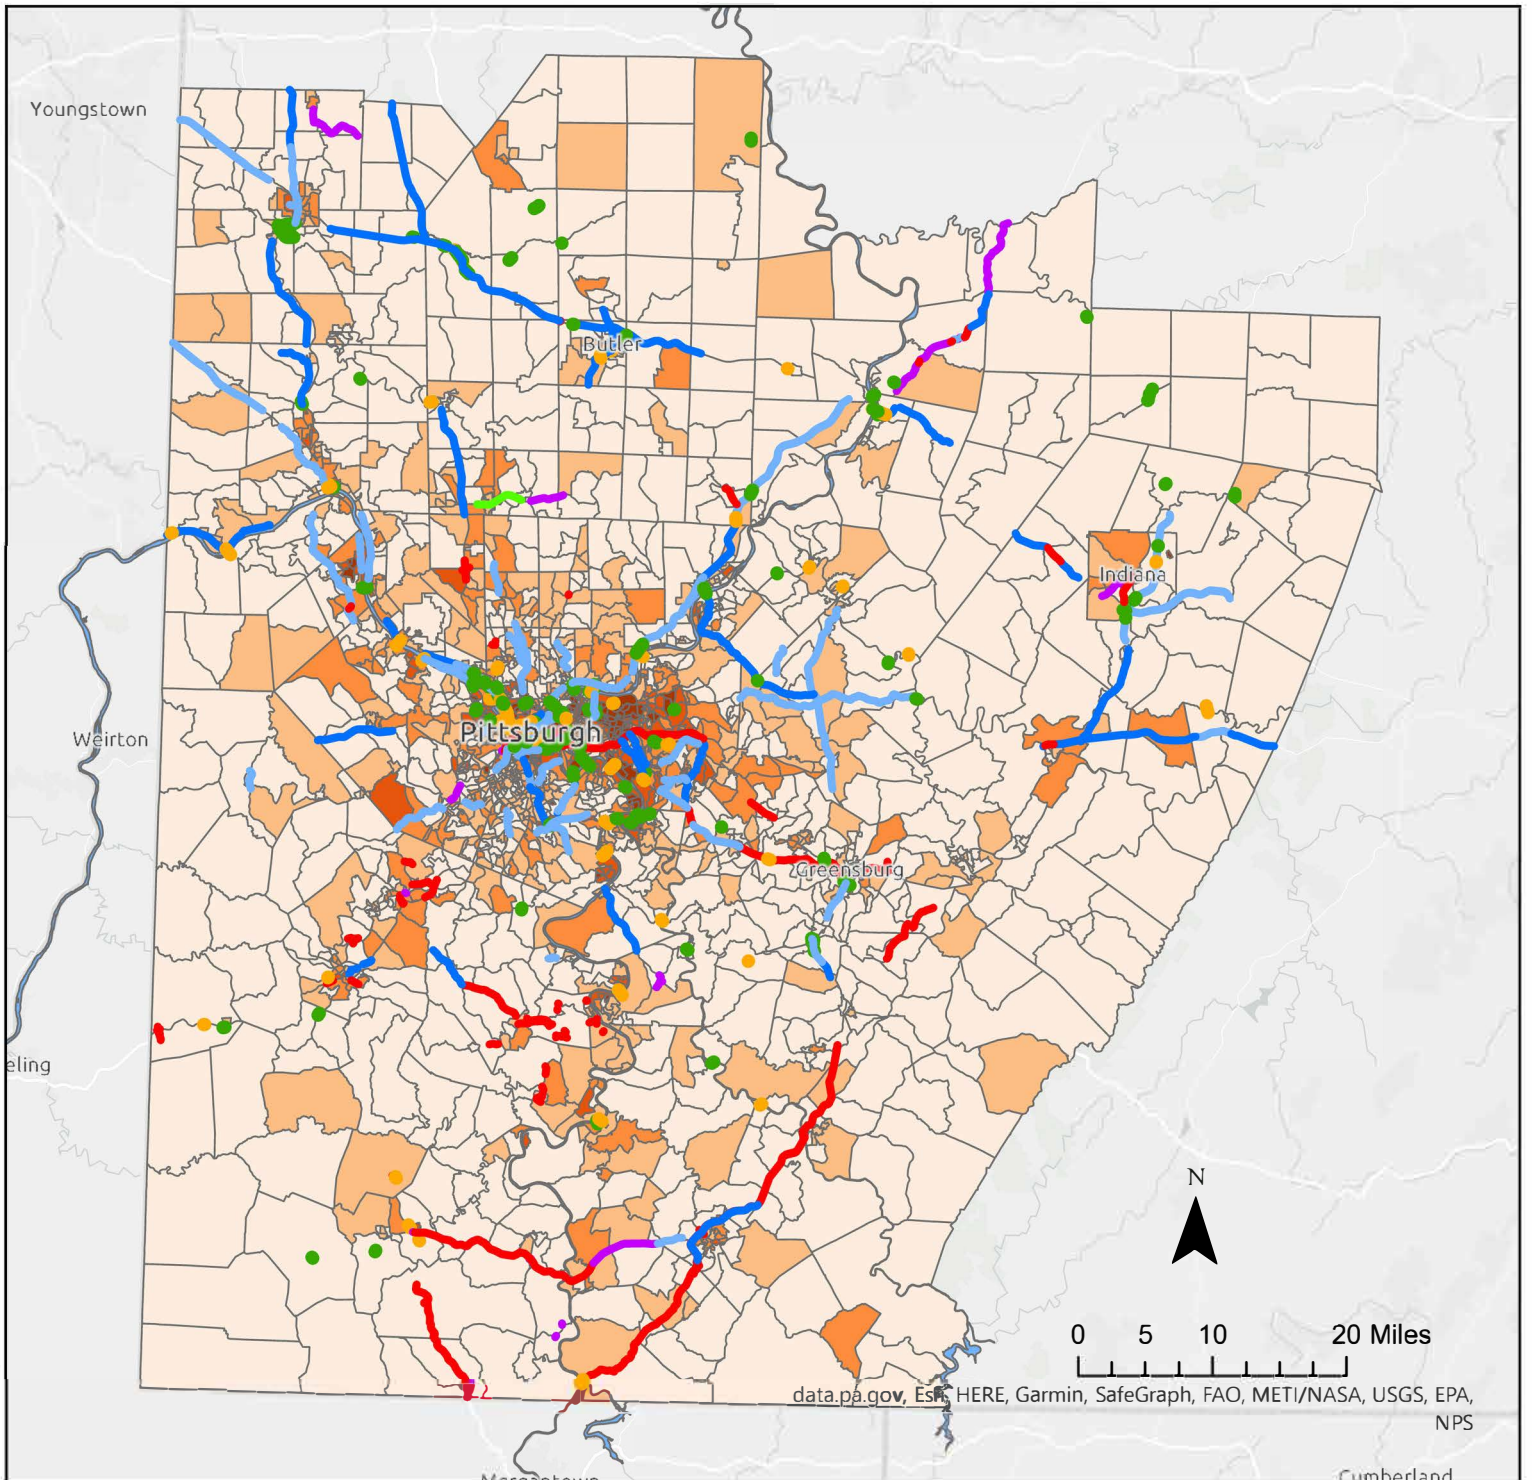 Youngstown
Butler
Indiana
Pittsburgh
Weirton
Greensburg
eling
N
0 5 10 20 Miles
data.pa.gov, Esri, HERE, Garmin, SafeGraph, FAO, METI/NASA, USGS, EPA,
NPS
Morgantown
Cumberland